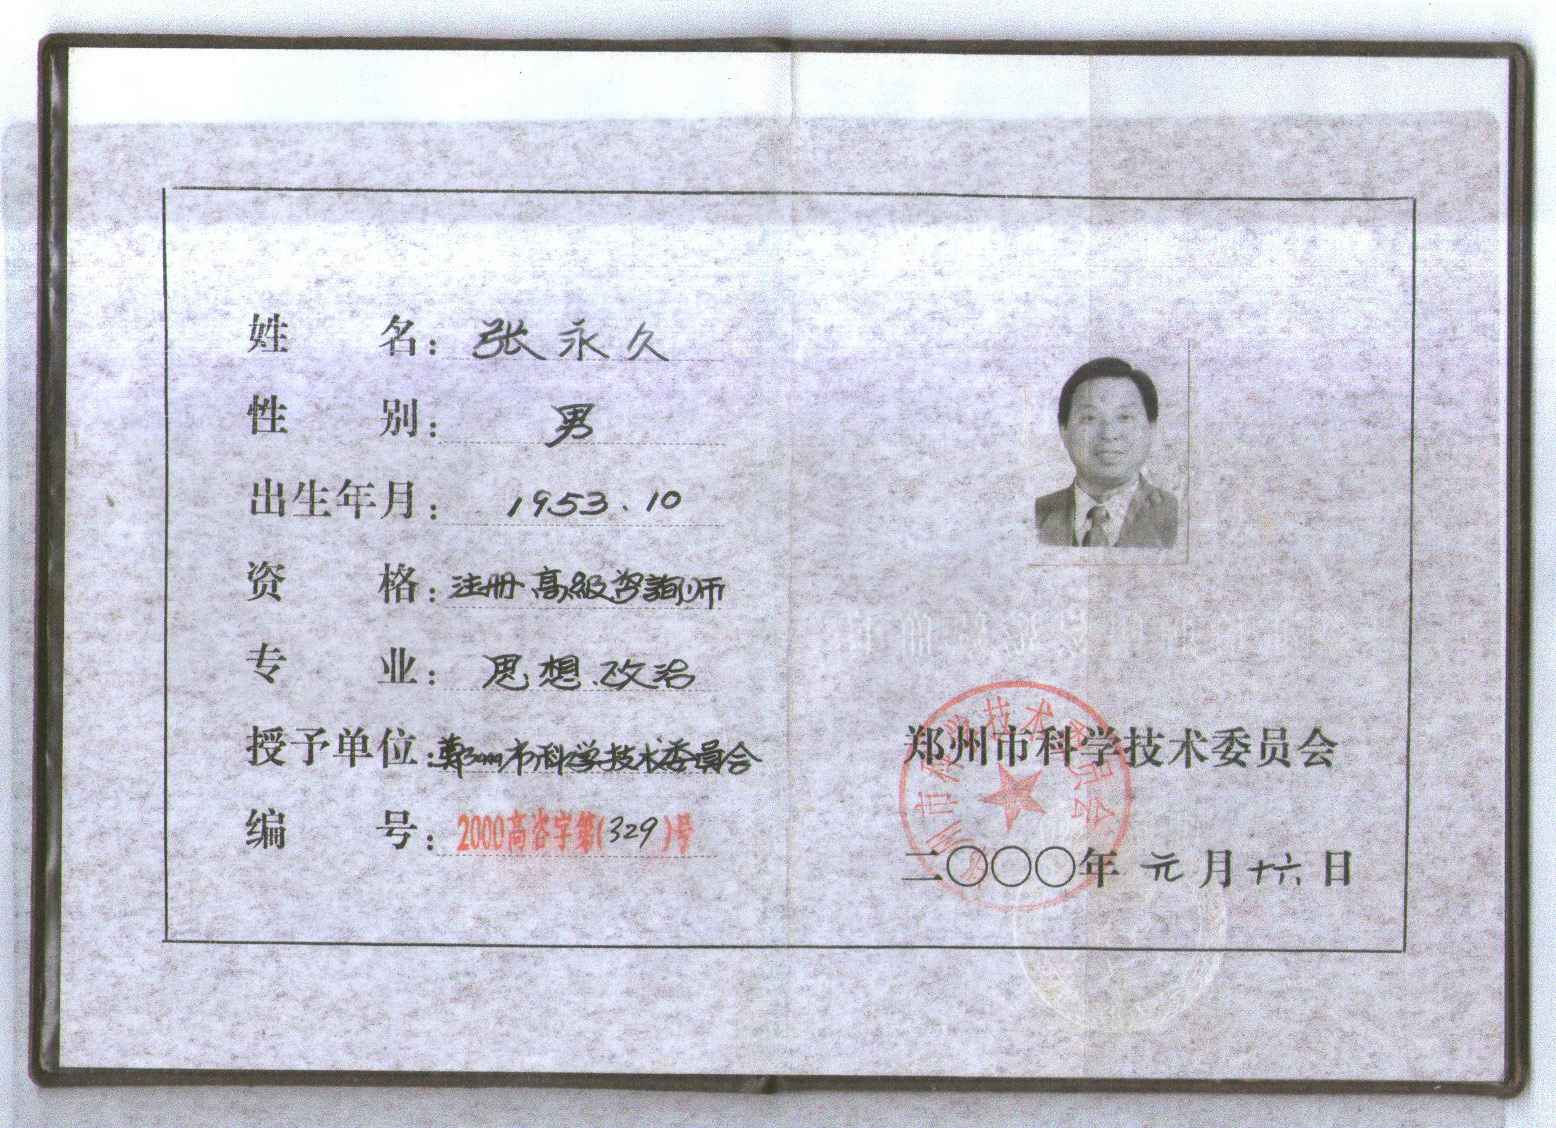 姓名：张永久
性别：男
出生年月：1953.10
资格：注册高级咨詢师
专业：思想政治
授予单位：鄭州市科学技术委員会
编号：2000高咨字第(329)号
郑州市科学技术委员会
二〇〇〇年元月十六日